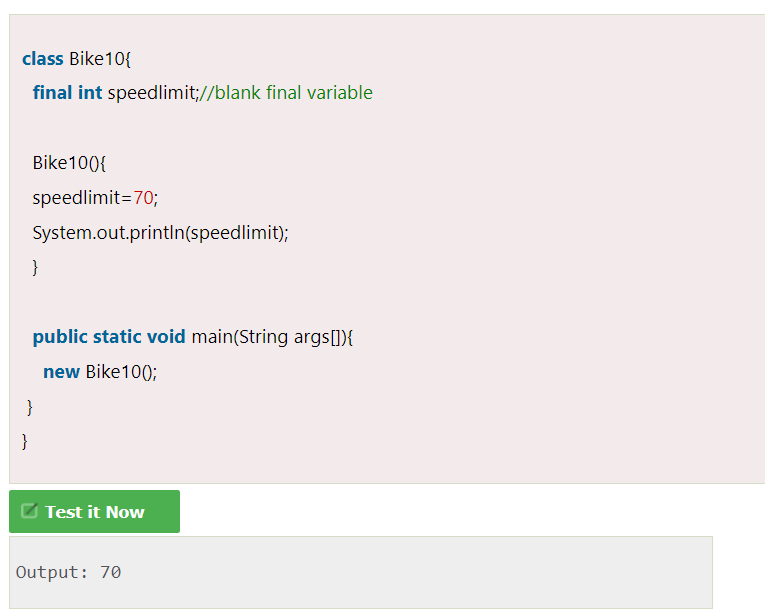 class Bike10{
final int speedlimit;//blank final variable
Bike10(){
speedlimit=70;
System.out.println(speedlimit);
}
public static void main(String args[]){
new Bike10();
}
}
Test it Now
Output: 70